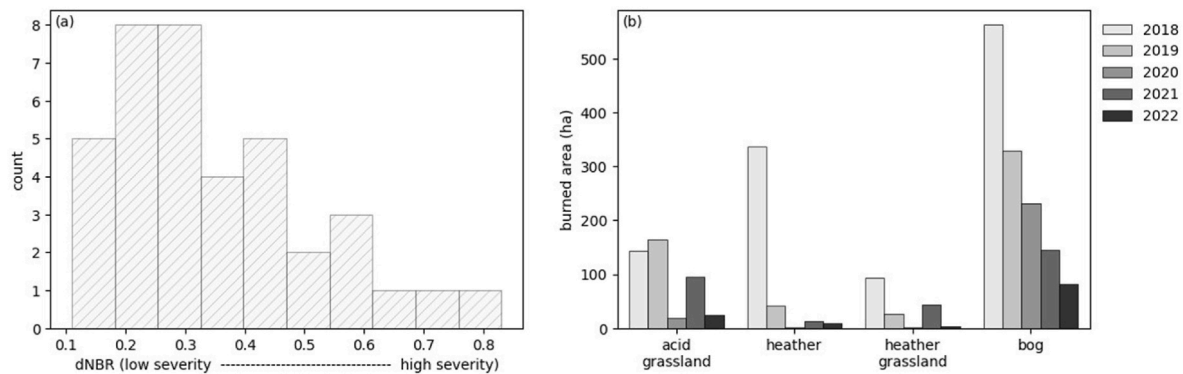 (a)
8
7
6
5
4
3
2
1
0
count
0.1 0.2 0.3 0.4 0.5 0.6 0.7 0.8
dNBR (low severity ------------------------ high severity)
(b)
500
400
300
200
100
0
burned area (ha)
acid grassland
heather
heather grassland
bog
2018
2019
2020
2021
2022